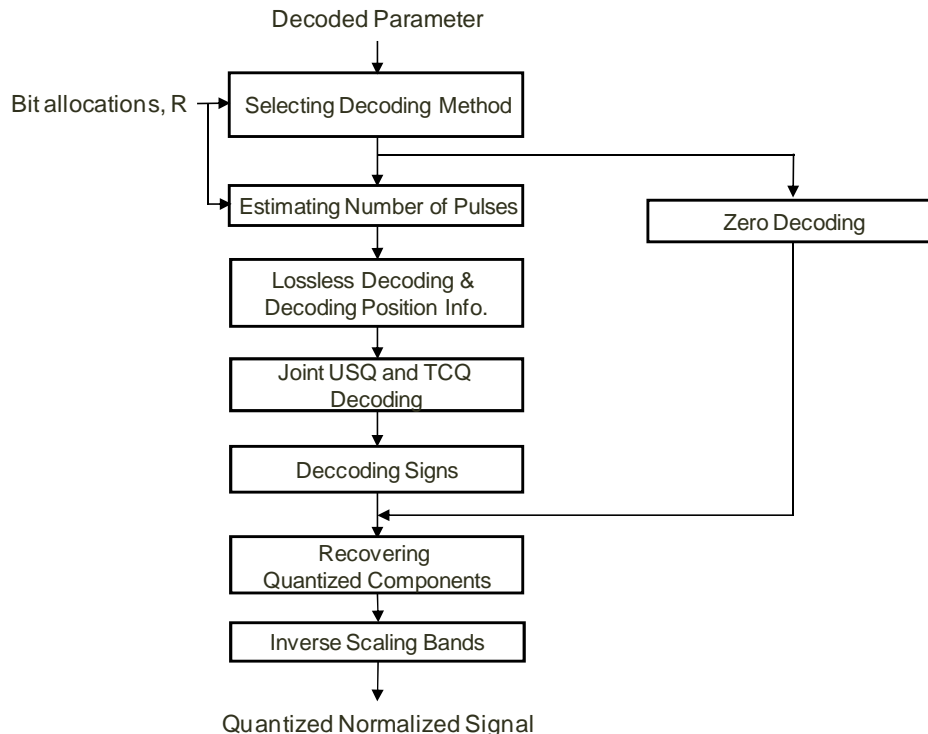 Decoded Parameter
Bit allocations, R
Selecting Decoding Method
Estimating Number of Pulses
Zero Decoding
Lossless Decoding &
Decoding Position Info.
Joint USQ and TCQ
Decoding
Deccoding Signs
Recovering
Quantized Components
Inverse Scaling Bands
Quantized Normalized Signal